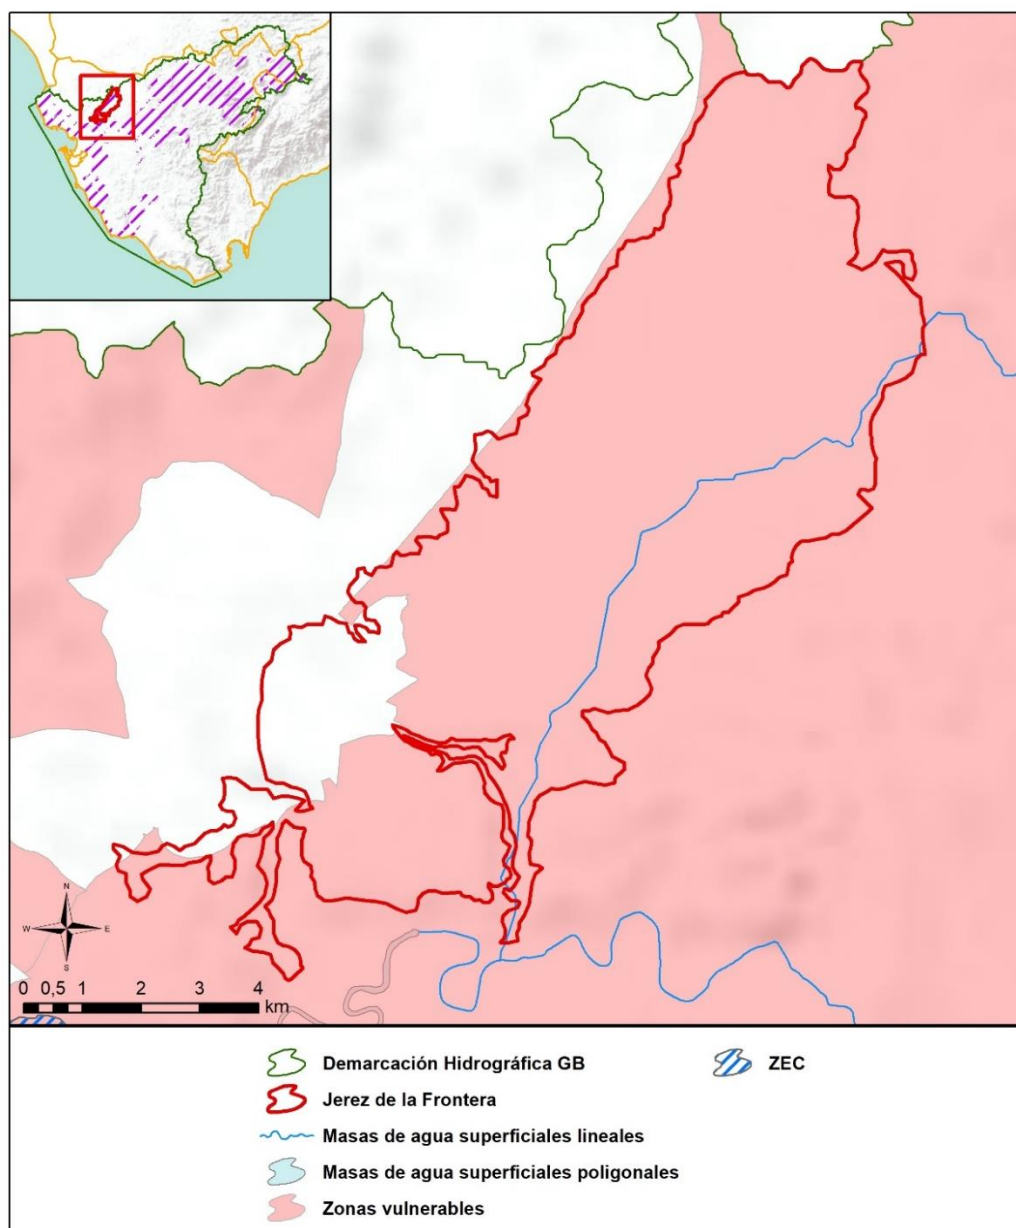 N
W E
S
0 0,5 1 2 3 4
km
Demarcación Hidrográfica GB
ZEC
Jerez de la Frontera
Masas de agua superficiales lineales
Masas de agua superficiales poligonales
Zonas vulnerables